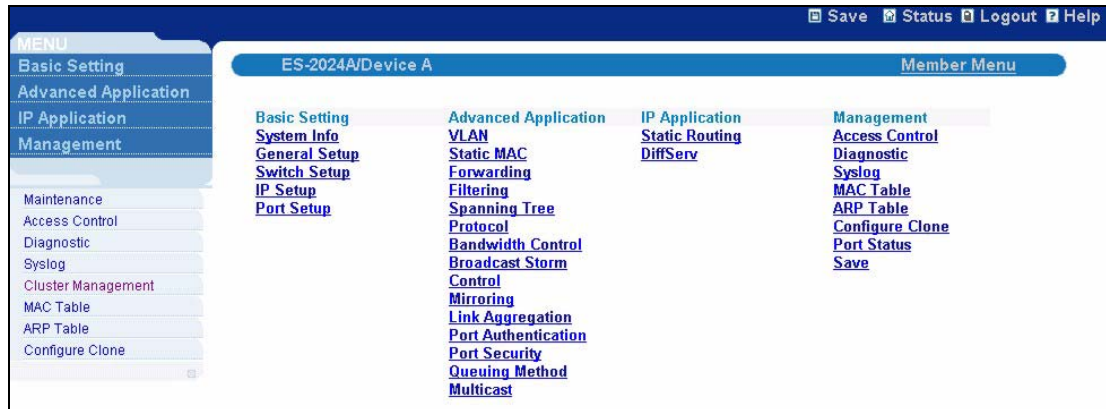 Save Status Logout Help
MENU
Basic Setting
Advanced Application
IP Application
Management
Maintenance
Access Control
Diagnostic
Syslog
Cluster Management
MAC Table
ARP Table
Configure Clone
ES-2024A/Device A
Member Menu
Basic Setting
System Info
General Setup
Switch Setup
IP Setup
Port Setup
Advanced Application
VLAN
Static MAC
Forwarding
Filtering
Spanning Tree
Protocol
Bandwidth Control
Broadcast Storm
Control
Mirroring
Link Aggregation
Port Authentication
Port Security
Queuing Method
Multicast
IP Application
Static Routing
DiffServ
Management
Access Control
Diagnostic
Syslog
MAC Table
ARP Table
Configure Clone
Port Status
Save